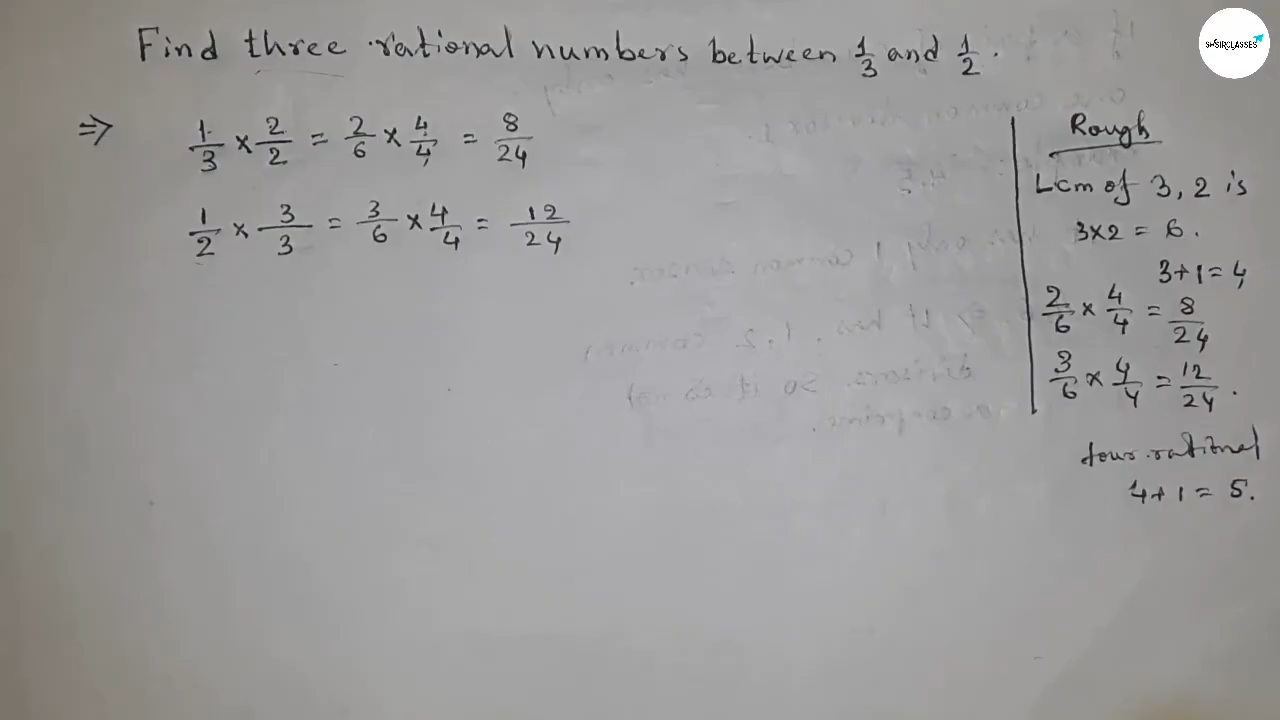 Find three rational numbers between 1/3 and 1/2.
SHSIRCLASSES
⇒ 1/3 × 2/2 = 2/6 × 4/4 = 8/24
1/2 × 3/3 = 3/6 × 4/4 = 12/24
Rough
Lcm of 3, 2 is
3×2 = 6.
3+1=4
2/6 × 4/4 = 8/24
3/6 × 4/4 = 12/24.
four rational
4+1 = 5.